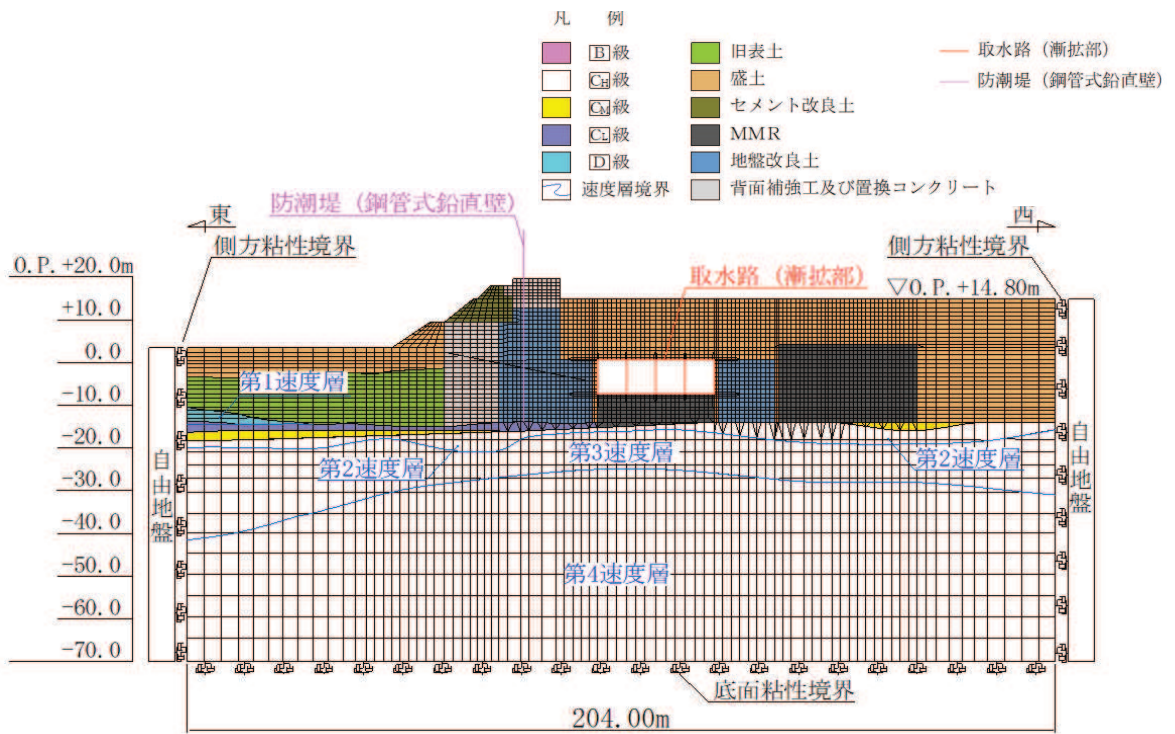 凡 例
B級
CH級
CM級
CL級
D級
速度層境界
旧表土
盛土
セメント改良土
MMR
地盤改良土
背面補強工及び置換コンクリート
取水路（漸拡部）
防潮堤（鋼管式鉛直壁）
防潮堤（鋼管式鉛直壁）
東
西
側方粘性境界
側方粘性境界
取水路（漸拡部）
▽O.P.+14.80m
O.P.+20.0m
+10.0
0.0
-10.0
-20.0
-30.0
-40.0
-50.0
-60.0
-70.0
第1速度層
第2速度層
第3速度層
第2速度層
第4速度層
自由地盤
自由地盤
底面粘性境界
204.00m